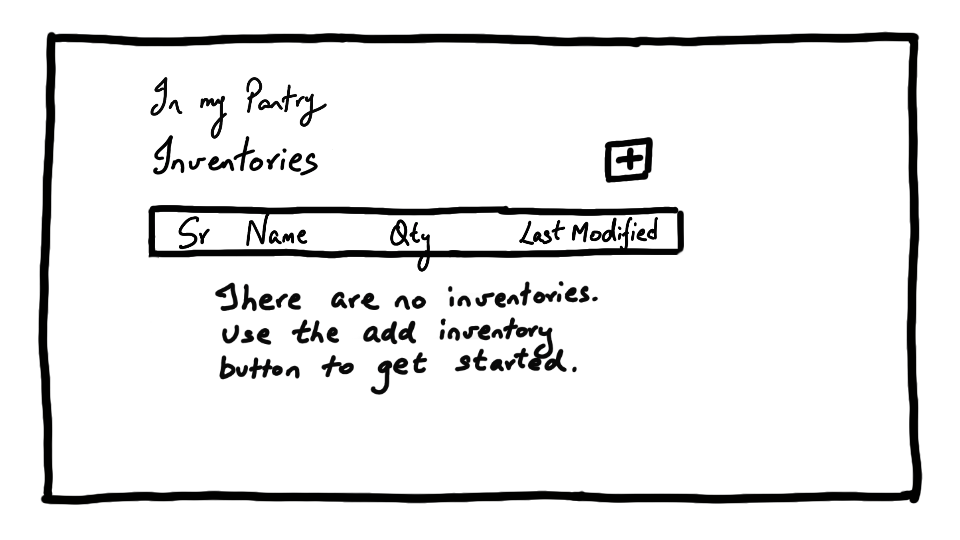 In my Pantry
Inventories
+
Sr Name Qty Last Modified
There are no inventories.
Use the add inventory
button to get started.